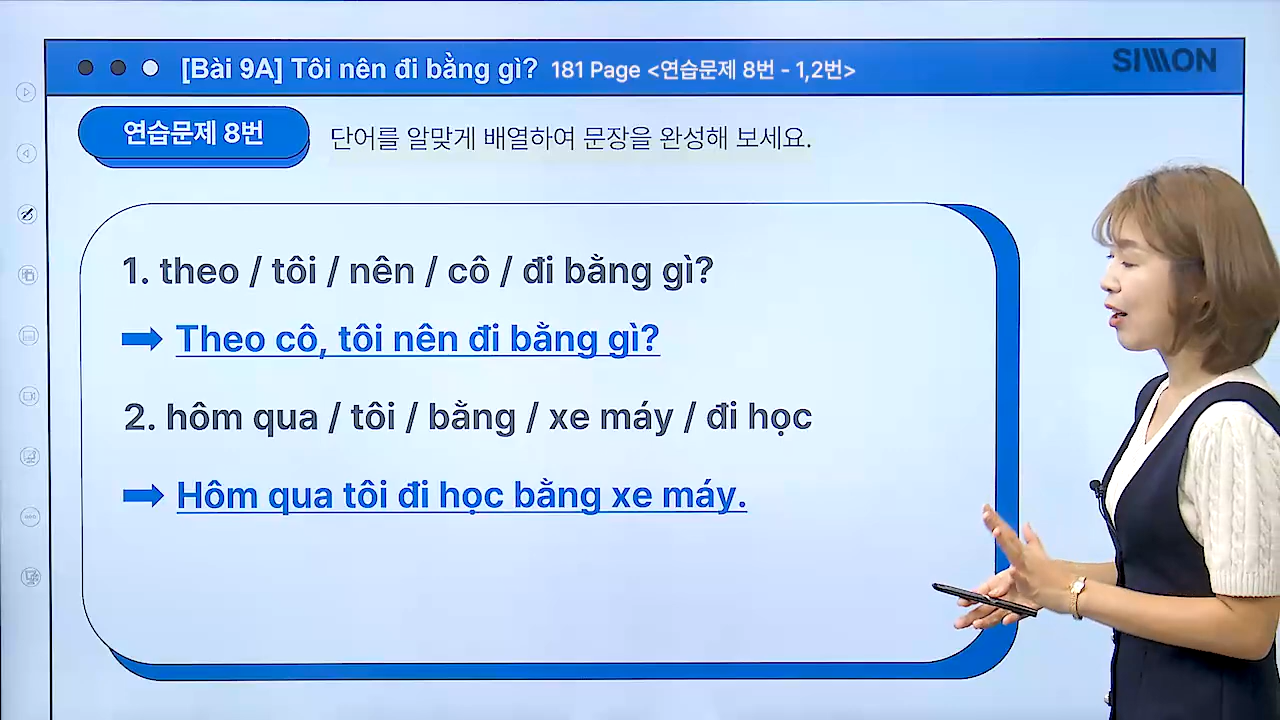 [Bài 9A] Tôi nên đi bằng gì? 181 Page <연습문제 8번 - 1,2번>
SIWON
연습문제 8번 단어를 알맞게 배열하여 문장을 완성해 보세요.
1. theo / tôi / nên / cô / đi bằng gì?
➡ Theo cô, tôi nên đi bằng gì?
2. hôm qua / tôi / bằng / xe máy / đi học
➡ Hôm qua tôi đi học bằng xe máy.